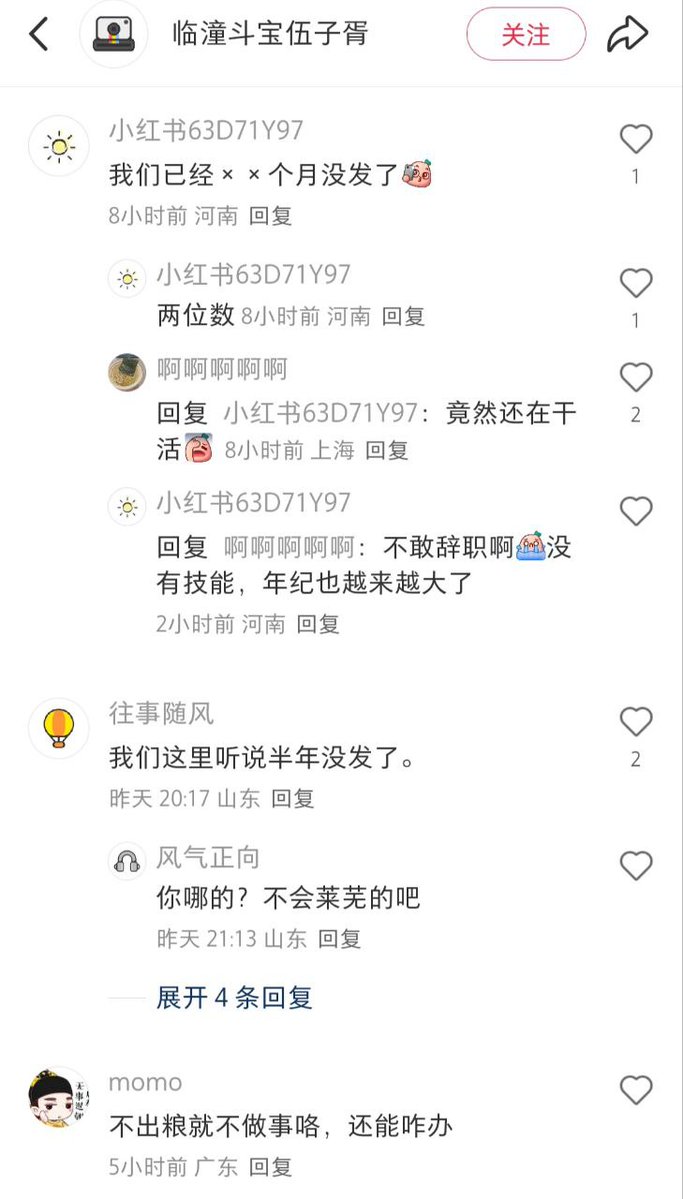 临潼斗宝伍子胥
关注
小红书63D71Y97
我们已经××个月没发了
1
8小时前 河南 回复
小红书63D71Y97
两位数 8小时前 河南 回复
1
啊啊啊啊啊
回复 小红书63D71Y97：竟然还在干
2
活 8小时前 上海 回复
小红书63D71Y97
回复 啊啊啊啊啊：不敢辞职啊没
有技能，年纪也越来越大了
2小时前 河南 回复
往事随风
我们这里听说半年没发了。
2
昨天 20:17 山东 回复
风气正向
你哪的？不会莱芜的吧
昨天 21:13 山东 回复
展开 4 条回复
momo
不出粮就不做事咯，还能咋办
5小时前 广东 回复